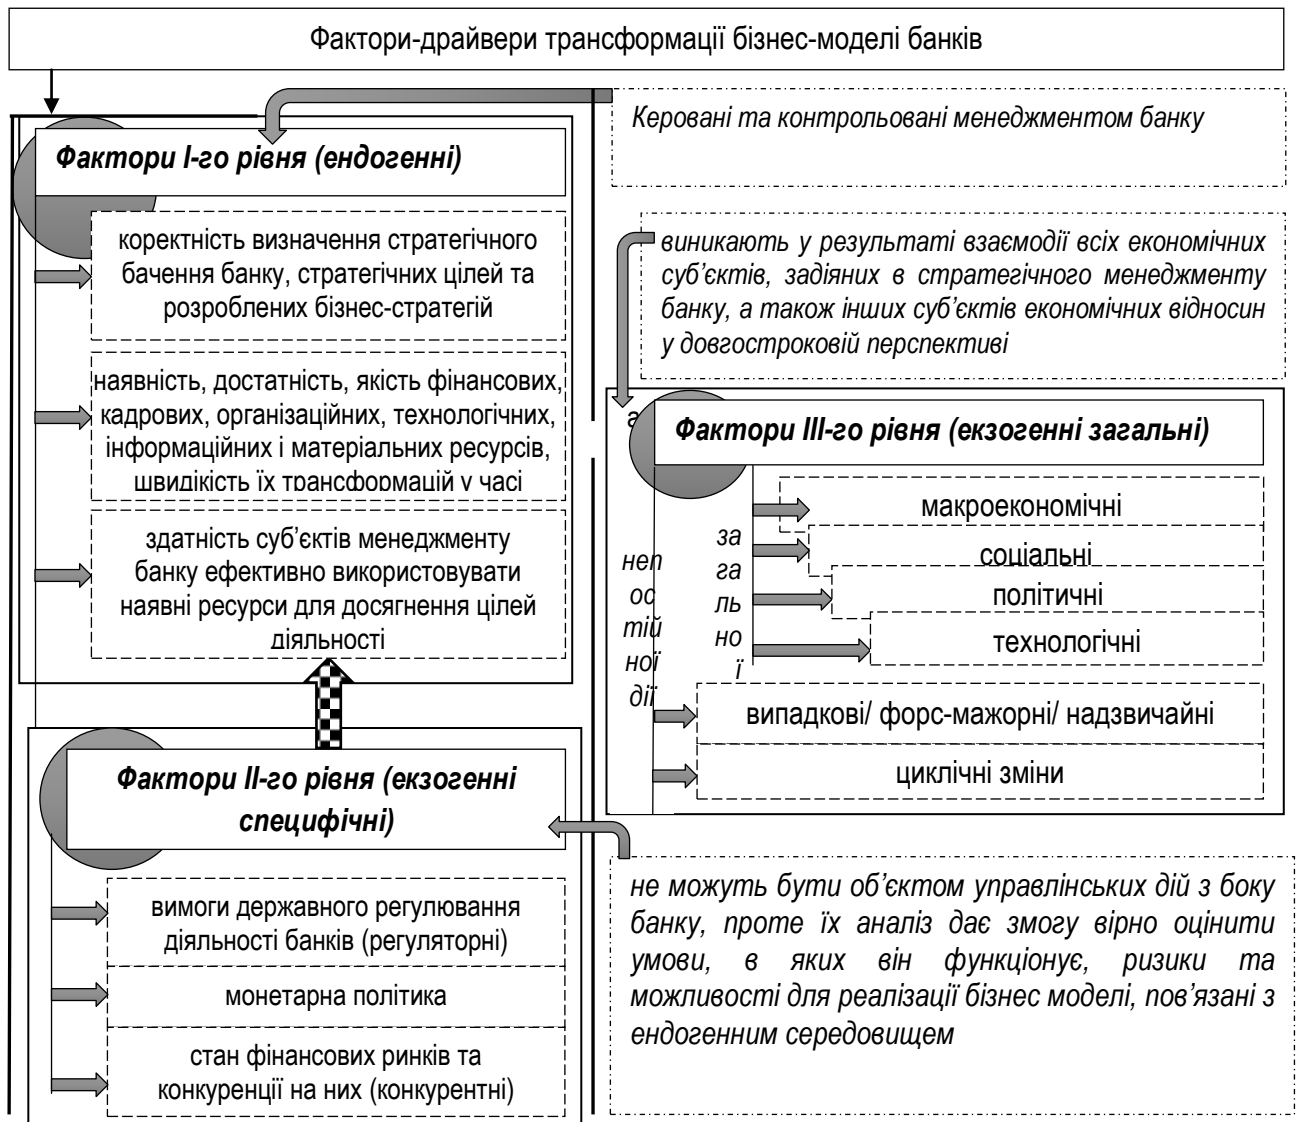 Фактори-драйвери трансформації бізнес-моделі банків
Керовані та контрольовані менеджментом банку
Фактори І-го рівня (ендогенні)
коректність визначення стратегічного
бачення банку, стратегічних цілей та
розроблених бізнес-стратегій
наявність, достатність, якість фінансових,
кадрових, організаційних, технологічних,
інформаційних і матеріальних ресурсів,
швидкість їх трансформацій у часі
здатність суб’єктів менеджменту
банку ефективно використовувати
наявні ресурси для досягнення цілей
діяльності
виникають у результаті взаємодії всіх економічних
суб’єктів, задіяних в стратегічного менеджменту
банку, а також інших суб’єктів економічних відносин
у довгостроковій перспективі
Фактори ІІІ-го рівня (екзогенні загальні)
за
га
ль
но
ї
макроекономічні
соціальні
політичні
технологічні
неп
ос
тій
ної
дії
випадкові/ форс-мажорні/ надзвичайні
циклічні зміни
Фактори ІІ-го рівня (екзогенні
специфічні)
вимоги державного регулювання
діяльності банків (регуляторні)
монетарна політика
стан фінансових ринків та
конкуренції на них (конкурентні)
не можуть бути об’єктом управлінських дій з боку
банку, проте їх аналіз дає змогу вірно оцінити
умови, в яких він функціонує, ризики та
можливості для реалізації бізнес моделі, пов’язані з
ендогенним середовищем